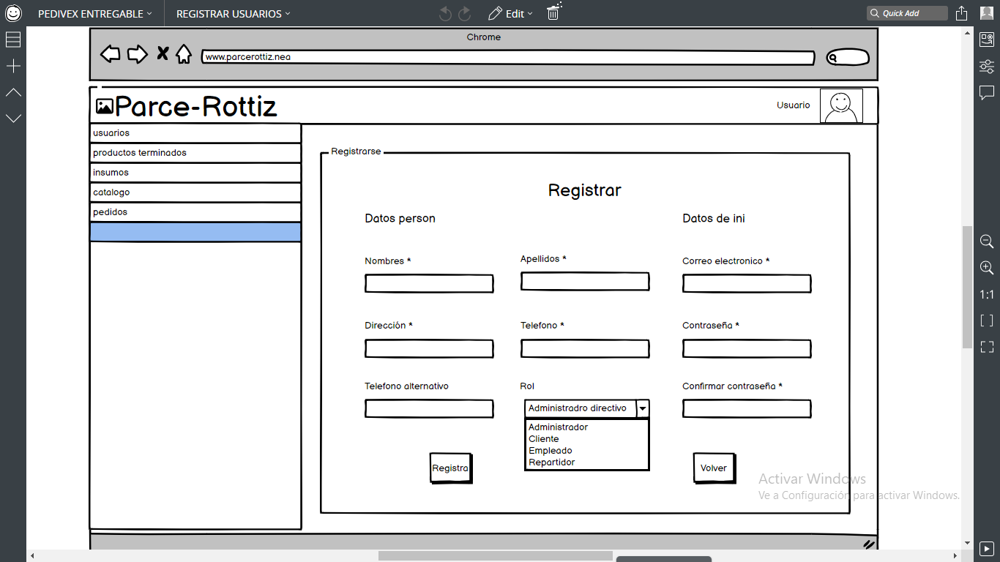 PEDIVEX ENTREGABLE
REGISTRAR USUARIOS
Edit
Quick Add
Chrome
www.parcerottiz.nea
Parce-Rottiz
Usuario
usuarios
productos terminados
insumos
catalogo
pedidos
Registrarse
Registrar
Datos person
Datos de ini
Nombres *
Apellidos *
Correo electronico *
Dirección *
Telefono *
Contraseña *
Telefono alternativo
Rol
Confirmar contraseña *
Administradro directivo
Administrador
Cliente
Empleado
Repartidor
Registra
Volver
Activar Windows
Ve a Configuración para activar Windows.
1:1